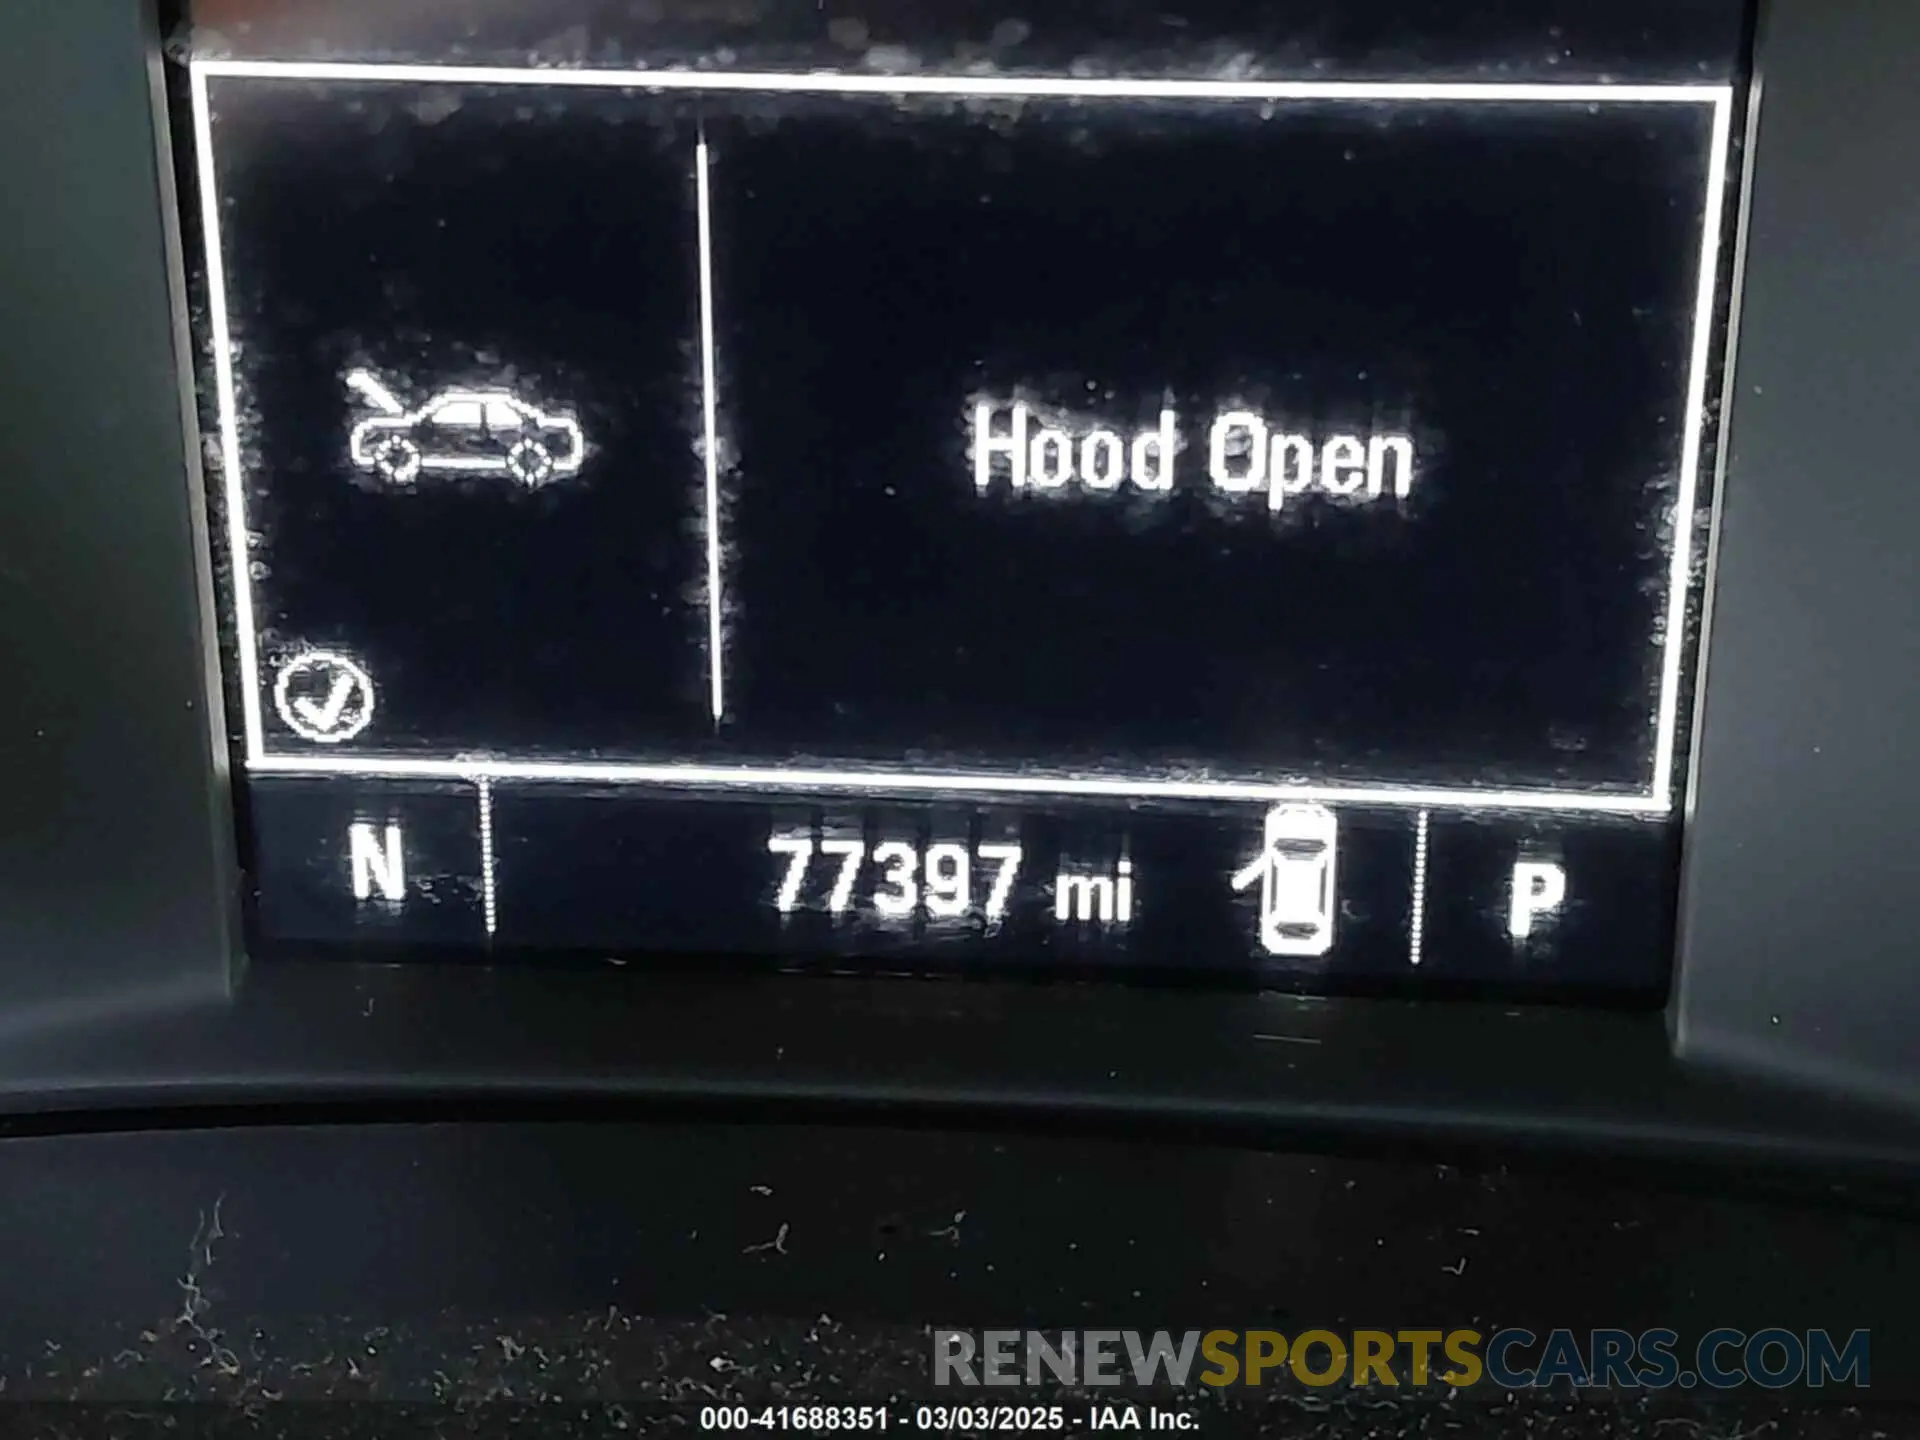 Hood Open
N 77397 mi P
RENEWSPORTSCARS.COM
000-41688351 - 03/03/2025 - IAA Inc.